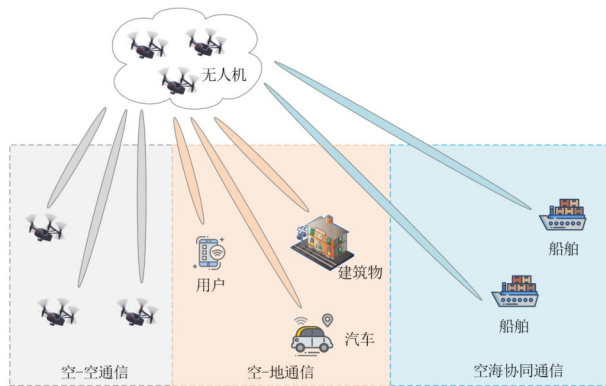 无人机
用户
建筑物
汽车
船舶
船舶
空-空通信
空-地通信
空海协同通信